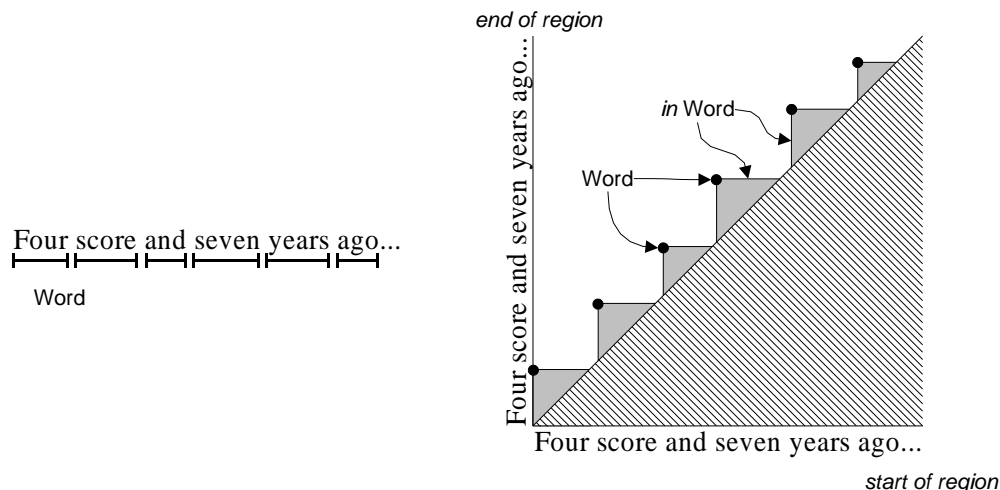 end of region
Four score and seven years ago...
in Word
Word
Four score and seven years ago...
Word
Four score and seven years ago...
start of region